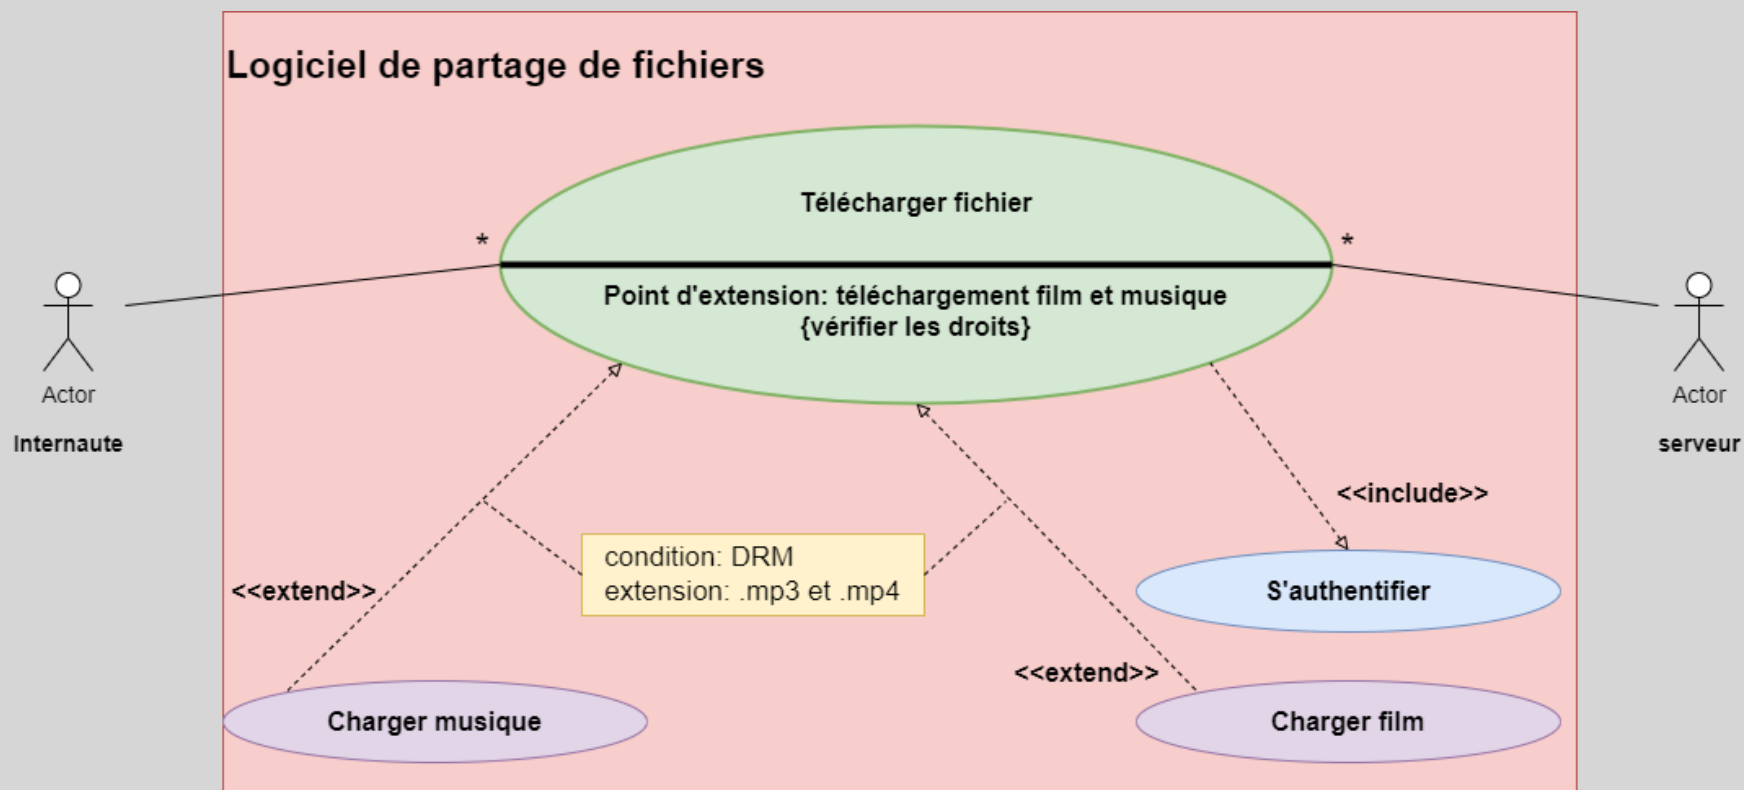 Logiciel de partage de fichiers
Télécharger fichier
*
*
Point d'extension: téléchargement film et musique
{vérifier les droits}
Actor
Internaute
Actor
serveur
<<include>>
condition: DRM
extension: .mp3 et .mp4
<<extend>>
S'authentifier
<<extend>>
Charger musique
Charger film